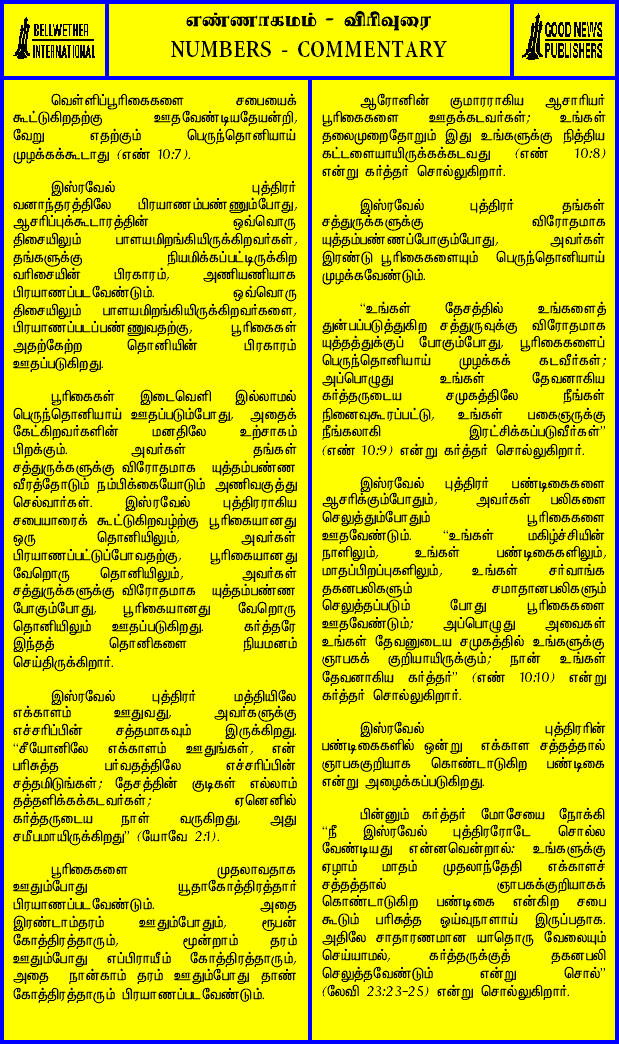 BELLWETHER
INTERNATIONAL
எண்ணாகமம் - விரிவுரை
NUMBERS - COMMENTARY
GOOD NEWS
PUBLISHERS
வெள்ளிப்பூரிகைகளை சபையைக்
கூட்டுகிறதற்கு ஊதவேண்டியதேயன்றி,
வேறு எதற்கும் பெருந்தொனியாய்
முழக்கக்கூடாது (எண் 10:7).
இஸ்ரவேல் புத்திரர்
வனாந்தரத்திலே பிரயாணம்பண்ணும்போது,
ஆசரிப்புக்கூடாரத்தின் ஒவ்வொரு
திசையிலும் பாளயமிறங்கியிருக்கிறவர்கள்,
தங்களுக்கு நியமிக்கப்பட்டிருக்கிற
வரிசையின் பிரகாரம், அணியணியாக
பிரயாணப்படவேண்டும். ஒவ்வொரு
திசையிலும் பாளயமிறங்கியிருக்கிறவர்களை,
பிரயாணப்படப்பண்ணுவதற்கு, பூரிகைகள்
அதற்கேற்ற தொனியின் பிரகாரம்
ஊதப்படுகிறது.
பூரிகைகள் இடைவெளி இல்லாமல்
பெருந்தொனியாய் ஊதப்படும்போது, அதைக்
கேட்கிறவர்களின் மனதிலே உற்சாகம்
பிறக்கும். அவர்கள் தங்கள்
சத்துருக்களுக்கு விரோதமாக யுத்தம்பண்ண
வீரத்தோடும் நம்பிக்கையோடும் அணிவகுத்து
செல்வார்கள். இஸ்ரவேல் புத்திரராகிய
சபையாரைக் கூட்டுகிறவழ்ற்கு பூரிகையானது
ஒரு தொனியிலும், அவர்கள்
பிரயாணப்பட்டுப்போவதற்கு, பூரிகையானது
வேறொரு தொனியிலும், அவர்கள்
சத்துருக்களுக்கு விரோதமாக யுத்தம்பண்ண
போகும்போது, பூரிகையானது வேறொரு
தொனியிலும் ஊதப்படுகிறது. கர்த்தரே
இந்தத் தொனிகளை நியமனம்
செய்திருக்கிறார்.
இஸ்ரவேல் புத்திரர் மத்தியிலே
எக்காளம் ஊதுவது, அவர்களுக்கு
எச்சரிப்பின் சத்தமாகவும் இருக்கிறது.
“சீயோனிலே எக்காளம் ஊதுங்கள், என்
பரிசுத்த பர்வதத்திலே எச்சரிப்பின்
சத்தமிடுங்கள்; தேசத்தின் குடிகள் எல்லாம்
தத்தளிக்கக்கடவர்கள்; ஏனெனில்
கர்த்தருடைய நாள் வருகிறது, அது
சமீபமாயிருக்கிறது” (யோவே 2:1).
பூரிகைகளை முதலாவதாக
ஊதும்போது யூதாகோத்திரத்தார்
பிரயாணப்படவேண்டும். அதை
இரண்டாம்தரம் ஊதும்போதும், ரூபன்
கோத்திரத்தாரும், மூன்றாம் தரம்
ஊதும்போது எப்பிராயீம் கோத்திரத்தாரும்,
அதை நான்காம் தரம் ஊதும்போது தாண்
கோத்திரத்தாரும் பிரயாணப்படவேண்டும்.
ஆரோனின் குமாரராகிய ஆசாரியர்
பூரிகைகளை ஊதக்கடவர்கள்; உங்கள்
தலைமுறைதோறும் இது உங்களுக்கு நித்திய
கட்டளையாயிருக்கக்கடவது (எண் 10:8)
என்று கர்த்தர் சொல்லுகிறார்.
இஸ்ரவேல் புத்திரர் தங்கள்
சத்துருக்களுக்கு விரோதமாக
யுத்தம்பண்ணப்போகும்போது, அவர்கள்
இரண்டு பூரிகைகளையும் பெருந்தொனியாய்
முழக்கவேண்டும்.
“உங்கள் தேசத்தில் உங்களைத்
துன்பப்படுத்துகிற சத்துருவுக்கு விரோதமாக
யுத்தத்துக்குப் போகும்போது, பூரிகைகளைப்
பெருந்தொனியாய் முழக்கக் கடவீர்கள்;
அப்பொழுது உங்கள் தேவனாகிய
கர்த்தருடைய சமுகத்திலே நீங்கள்
நினைவுகூரப்பட்டு, உங்கள் பகைஞருக்கு
நீங்கலாகி இரட்சிக்கப்படுவீர்கள்”
(எண் 10:9) என்று கர்த்தர் சொல்லுகிறார்.
இஸ்ரவேல் புத்திரர் பண்டிகைகளை
ஆசரிக்கும்போதும், அவர்கள் பலிகளை
செலுத்தும்போதும் பூரிகைகளை
ஊதவேண்டும். “உங்கள் மகிழ்ச்சியின்
நாளிலும், உங்கள் பண்டிகைகளிலும்,
மாதப்பிறப்புகளிலும், உங்கள் சர்வாங்க
தகனபலிகளும் சமாதானபலிகளும்
செலுத்தப்படும் போது பூரிகைகளை
ஊதவேண்டும்; அப்பொழுது அவைகள்
உங்கள் தேவனுடைய சமுகத்தில் உங்களுக்கு
ஞாபகக் குறியாயிருக்கும்; நான் உங்கள்
தேவனாகிய கர்த்தர்” (எண் 10:10) என்று
கர்த்தர் சொல்லுகிறார்.
இஸ்ரவேல் புத்திரரின்
பண்டிகைகளில் ஒன்று எக்காள சத்தத்தால்
ஞாபககுறியாக கொண்டாடுகிற பண்டிகை
என்று அழைக்கப்படுகிறது.
பின்னும் கர்த்தர் மோசேயை நோக்கி
“நீ இஸ்ரவேல் புத்திரரோடே சொல்ல
வேண்டியது என்னவென்றால்: உங்களுக்கு
ஏழாம் மாதம் முதலாந்தேதி எக்காளச்
சத்தத்தால் ஞாபகக்குறியாகக்
கொண்டாடுகிற பண்டிகை என்கிற சபை
கூடும் பரிசுத்த ஓய்வுநாளாய் இருப்பதாக.
அதிலே சாதாரணமான யாதொரு வேலையும்
செய்யாமல், கர்த்தருக்குத் தகனபலி
செலுத்தவேண்டும் என்று சொல்”
(லேவி 23:23-25) என்று சொல்லுகிறார்.